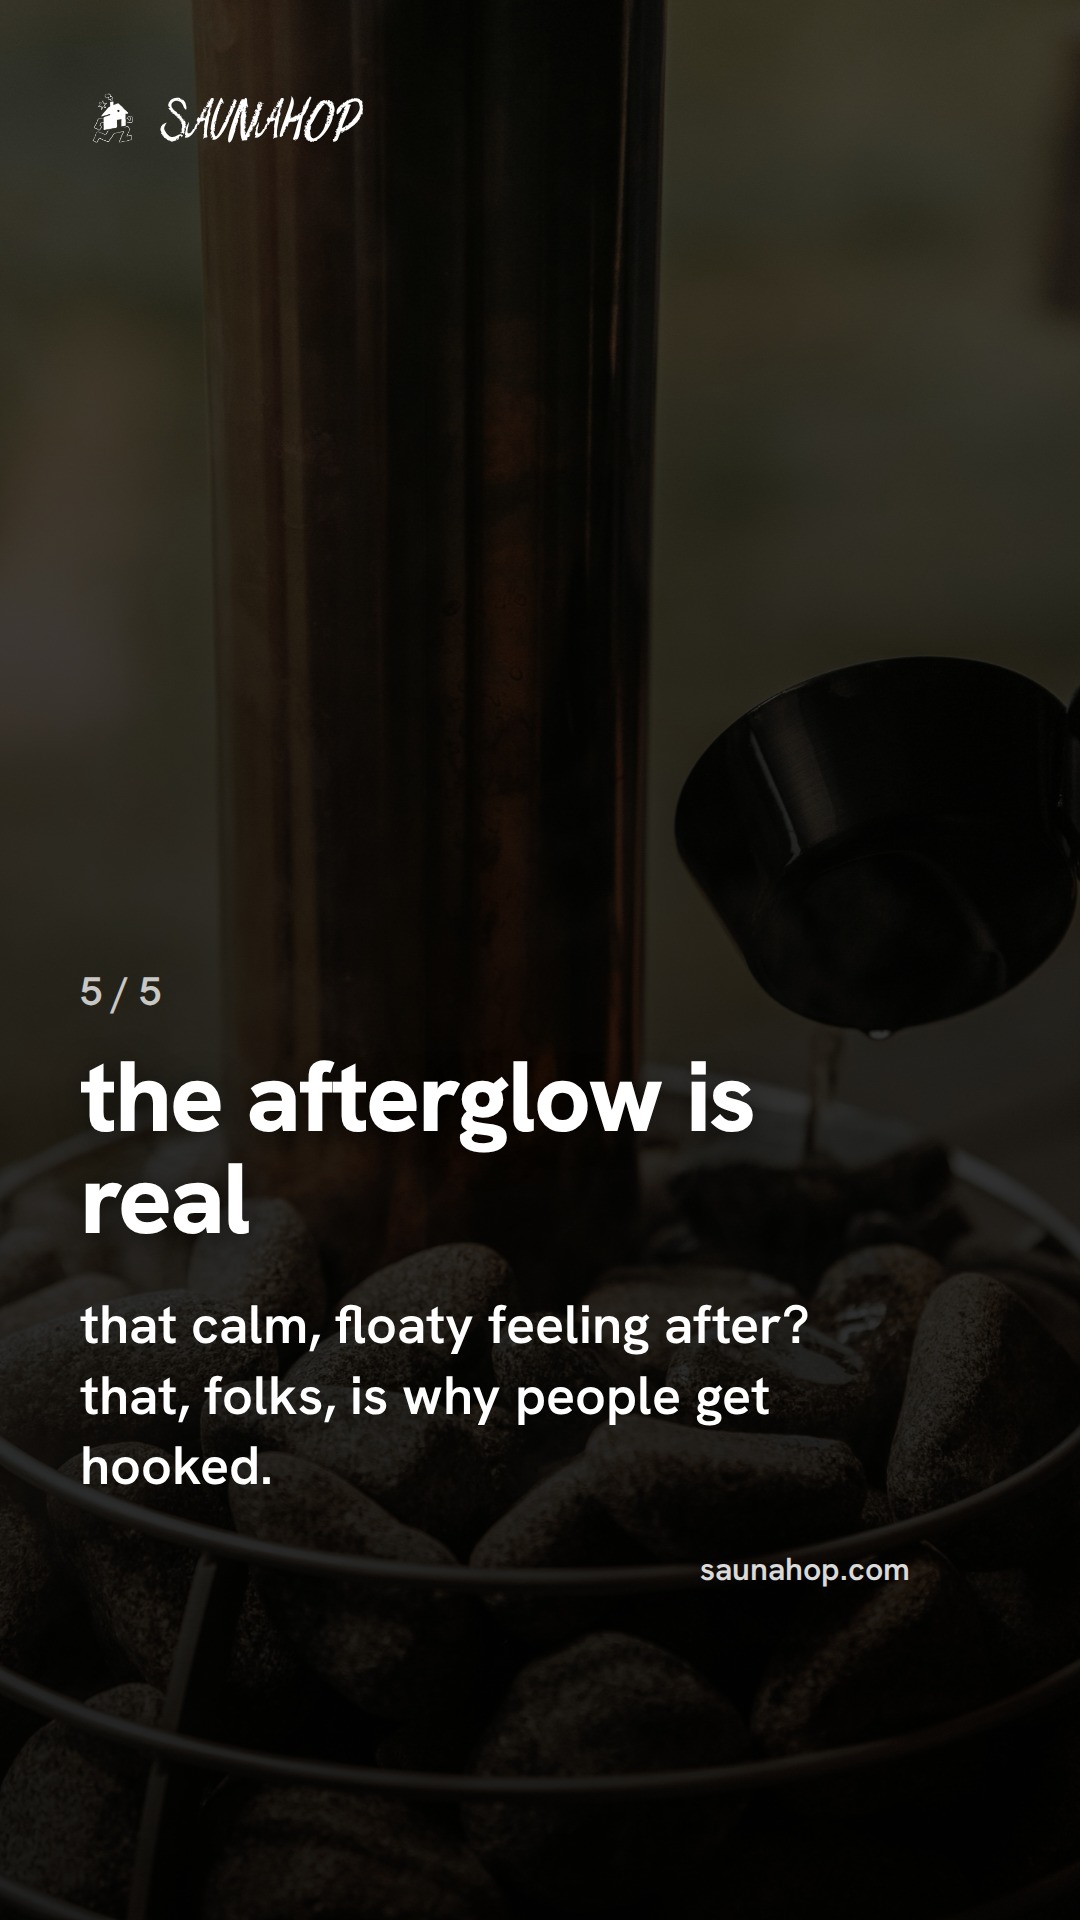 SAUNAHOP
5 / 5
the afterglow is
real
that calm, floaty feeling after?
that, folks, is why people get
hooked.
saunahop.com